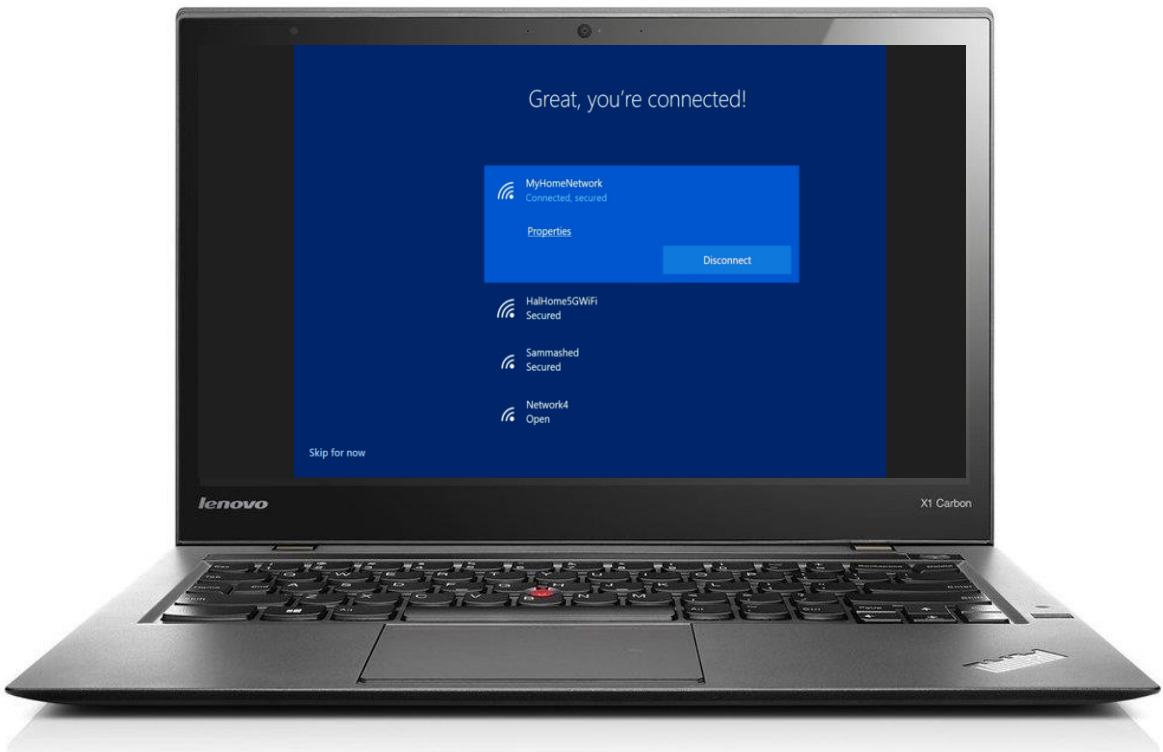 Great, you're connected!
MyHomeNetwork
Connected, secured
Properties
Disconnect
HalHome5GWiFi
Secured
Sammashed
Secured
Network4
Open
Skip for now
lenovo
X1 Carbon